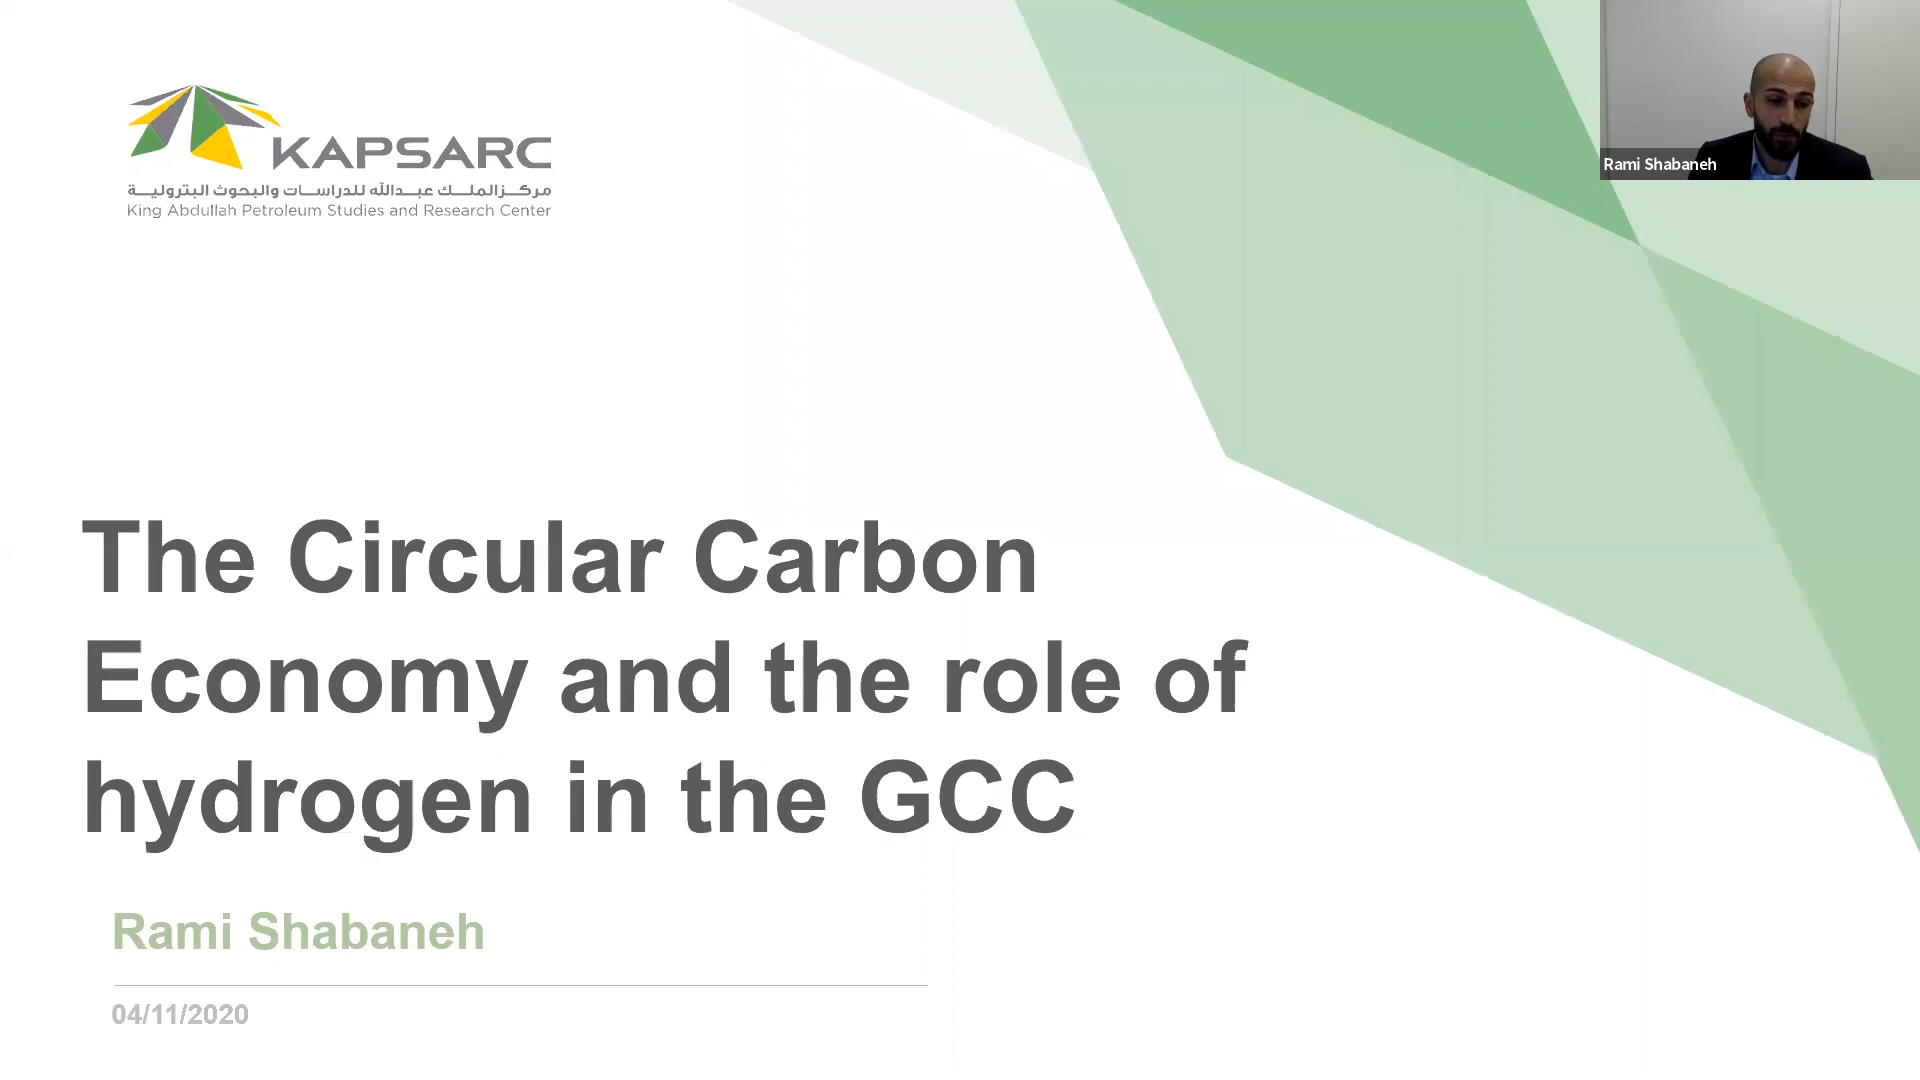 KAPSARC
مركز الملك عبدالله للدراسات والبحوث البترولية
King Abdullah Petroleum Studies and Research Center
Rami Shabaneh
The Circular Carbon
Economy and the role of
hydrogen in the GCC
Rami Shabaneh
04/11/2020